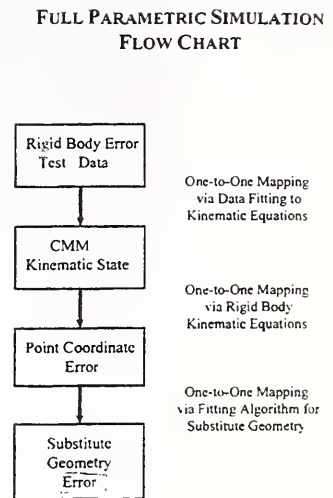 FULL PARAMETRIC SIMULATION
FLOW CHART
Rigid Body Error
Test Data
One-to-One Mapping
via Data Fitting to
Kinematic Equations
CMM
Kinematic State
One-to-One Mapping
via Rigid Body
Kinematic Equations
Point Coordinate
Error
One-to-One Mapping
via Fitting Algorithm for
Substitute Geometry
Substitute
Geometry
Error